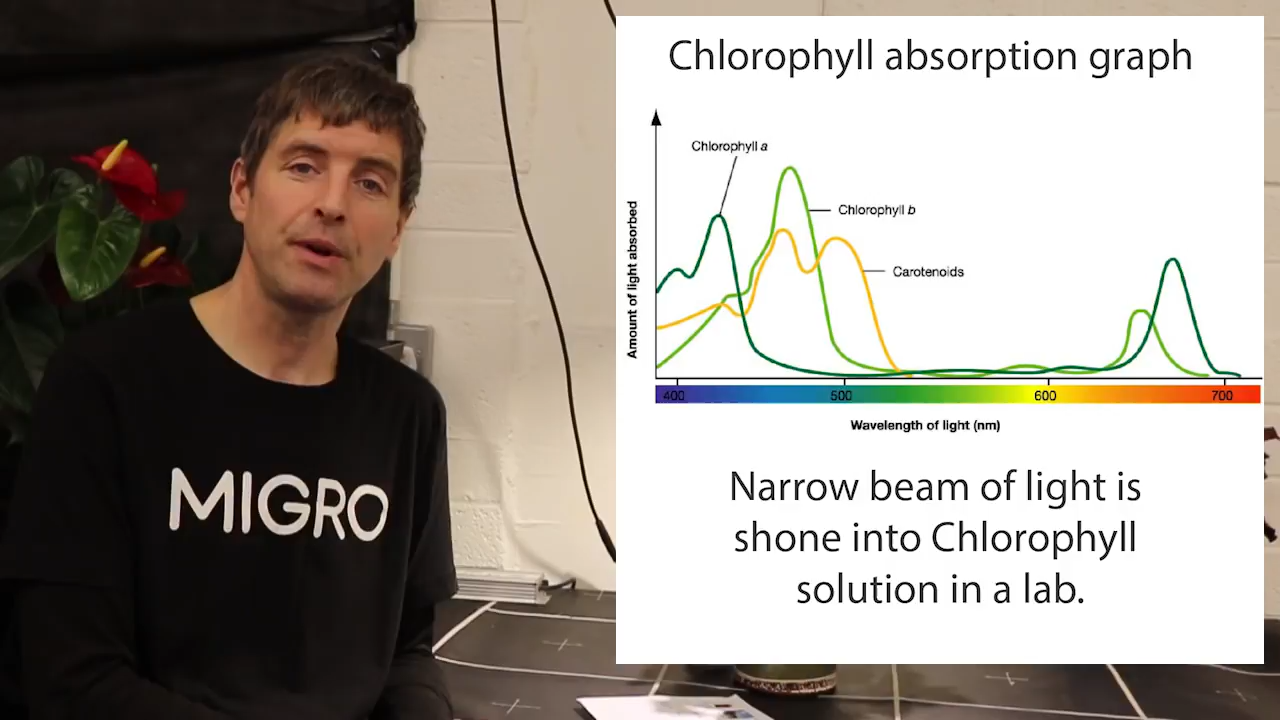 MIGRO
Chlorophyll absorption graph
Chlorophyll a
Chlorophyll b
Carotenoids
Amount of light absorbed
400 500 600 700
Wavelength of light (nm)
Narrow beam of light is
shone into Chlorophyll
solution in a lab.